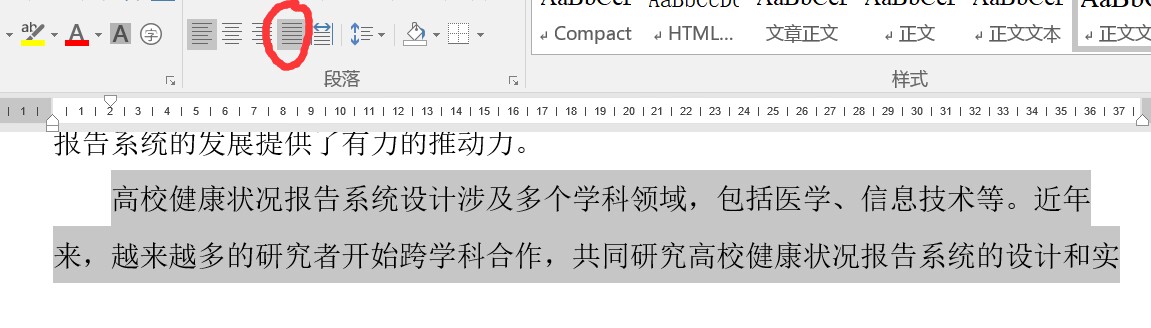 Compact HTML... 文章正文 正文 正文文本 正文文
aby A A 字
段落 样式
1 1 2 3 4 5 6 7 8 9 10 11 12 13 14 15 16 17 18 19 20 21 22 23 24 25 26 27 28 29 30 31 32 33 34 35 36 37
报告系统的发展提供了有力的推动力。
高校健康状况报告系统设计涉及多个学科领域，包括医学、信息技术等。近年
来，越来越多的研究者开始跨学科合作，共同研究高校健康状况报告系统的设计和实